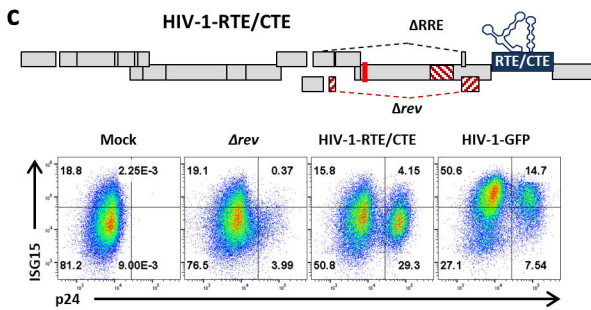 c
HIV-1-RTE/CTE
ΔRRE
RTE/CTE
Δrev
Mock Δrev HIV-1-RTE/CTE HIV-1-GFP
18.8 2.25E-3 19.1 0.37 15.8 4.15 50.6 14.7
ISG15
81.2 9.00E-3 76.5 3.99 50.8 29.3 27.1 7.54
p24